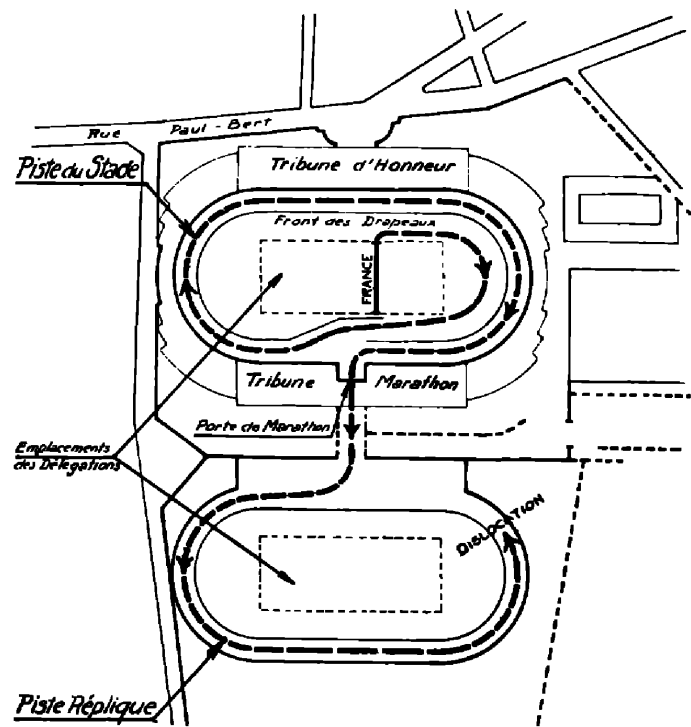 Rue Paul-Bert
Piste du Stade
Tribune d'Honneur
Front des Drapeaux
FRANCE
Tribune Marathon
Porte de Marathon
Emplacements
des Délégations
DISLOCATION
Piste Réplique